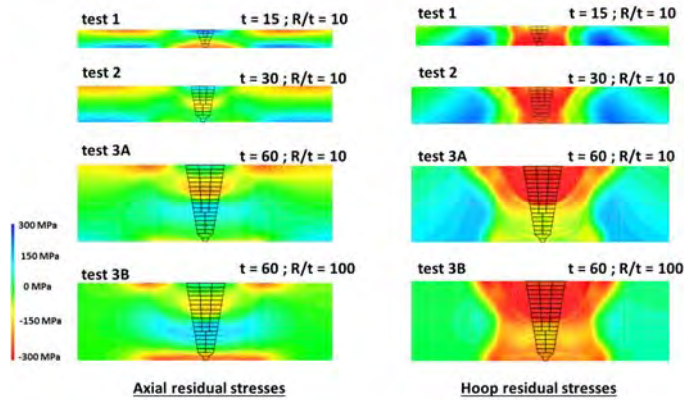 test 1 t = 15 ; R/t = 10
test 2 t = 30 ; R/t = 10
test 3A t = 60 ; R/t = 10
test 3B t = 60 ; R/t = 100
300 MPa
150 MPa
0 MPa
-150 MPa
-300 MPa
Axial residual stresses
test 1 t = 15 ; R/t = 10
test 2 t = 30 ; R/t = 10
test 3A t = 60 ; R/t = 10
test 3B t = 60 ; R/t = 100
Hoop residual stresses